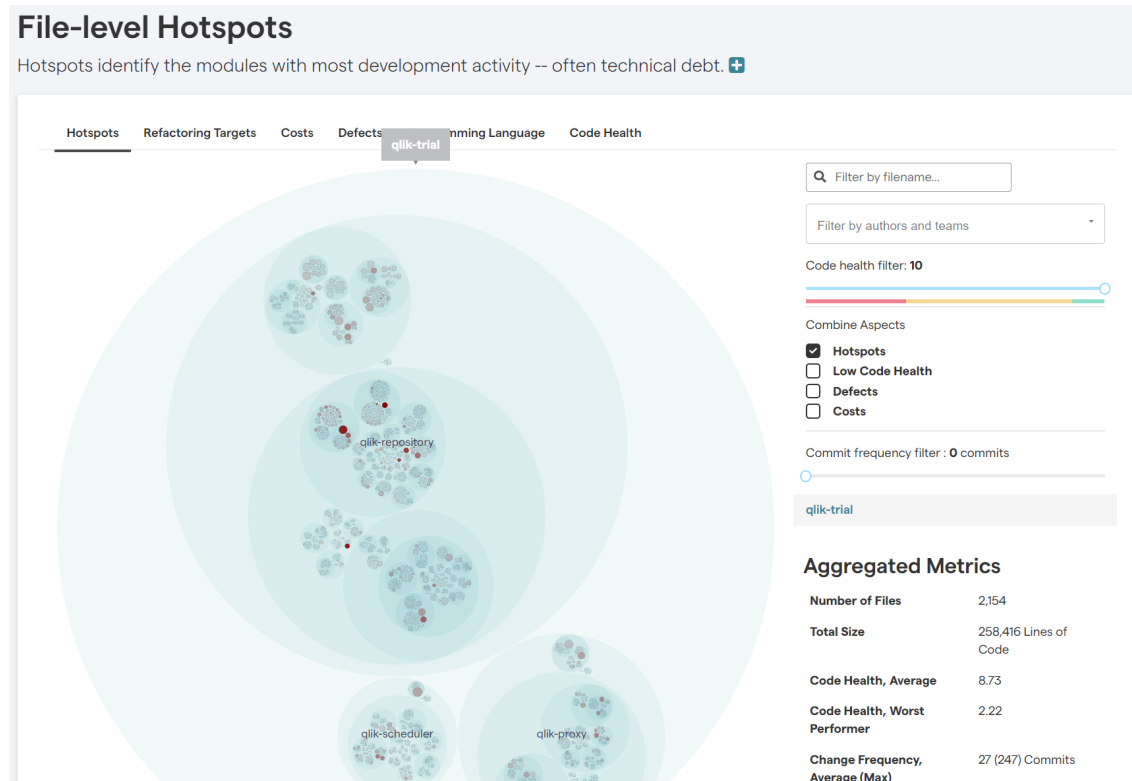 File-level Hotspots
Hotspots identify the modules with most development activity -- often technical debt.
Hotspots Refactoring Targets Costs Defects mming Language Code Health
qlik-trial
Filter by filename...
Filter by authors and teams
Code health filter: 10
Combine Aspects
Hotspots
Low Code Health
Defects
Costs
Commit frequency filter : 0 commits
qlik-trial
qlik-repository
qlik-scheduler
qlik-proxy
Aggregated Metrics
Number of Files 2,154
Total Size 258,416 Lines of
Code
Code Health, Average 8.73
Code Health, Worst 2.22
Performer
Change Frequency, 27 (247) Commits
Average (Max)